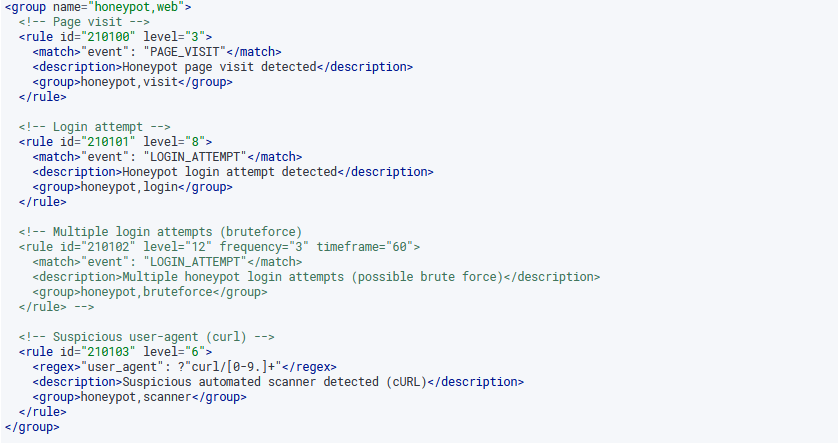 <group name="honeypot,web">
  <!-- Page visit -->
  <rule id="210100" level="3">
    <match>"event": "PAGE_VISIT"</match>
    <description>Honeypot page visit detected</description>
    <group>honeypot,visit</group>
  </rule>

  <!-- Login attempt -->
  <rule id="210101" level="8">
    <match>"event": "LOGIN_ATTEMPT"</match>
    <description>Honeypot login attempt detected</description>
    <group>honeypot,login</group>
  </rule>

  <!-- Multiple login attempts (bruteforce)
  <rule id="210102" level="12" frequency="3" timeframe="60">
    <match>"event": "LOGIN_ATTEMPT"</match>
    <description>Multiple honeypot login attempts (possible brute force)</description>
    <group>honeypot,bruteforce</group>
  </rule> -->

  <!-- Suspicious user-agent (curl) -->
  <rule id="210103" level="6">
    <regex>"user_agent": ?"curl/[0-9.]+"</regex>
    <description>Suspicious automated scanner detected (cURL)</description>
    <group>honeypot,scanner</group>
  </rule>
</group>